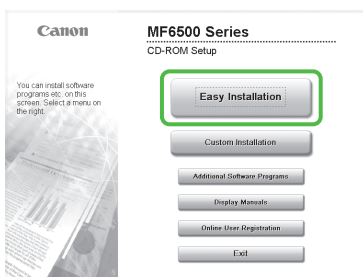 Canon
MF6500 Series
CD-ROM Setup
You can install software
programs etc. on this
screen. Select a menu on
the right.
Easy Installation
Custom Installation
Additional Software Programs
Display Manuals
Online User Registration
Exit